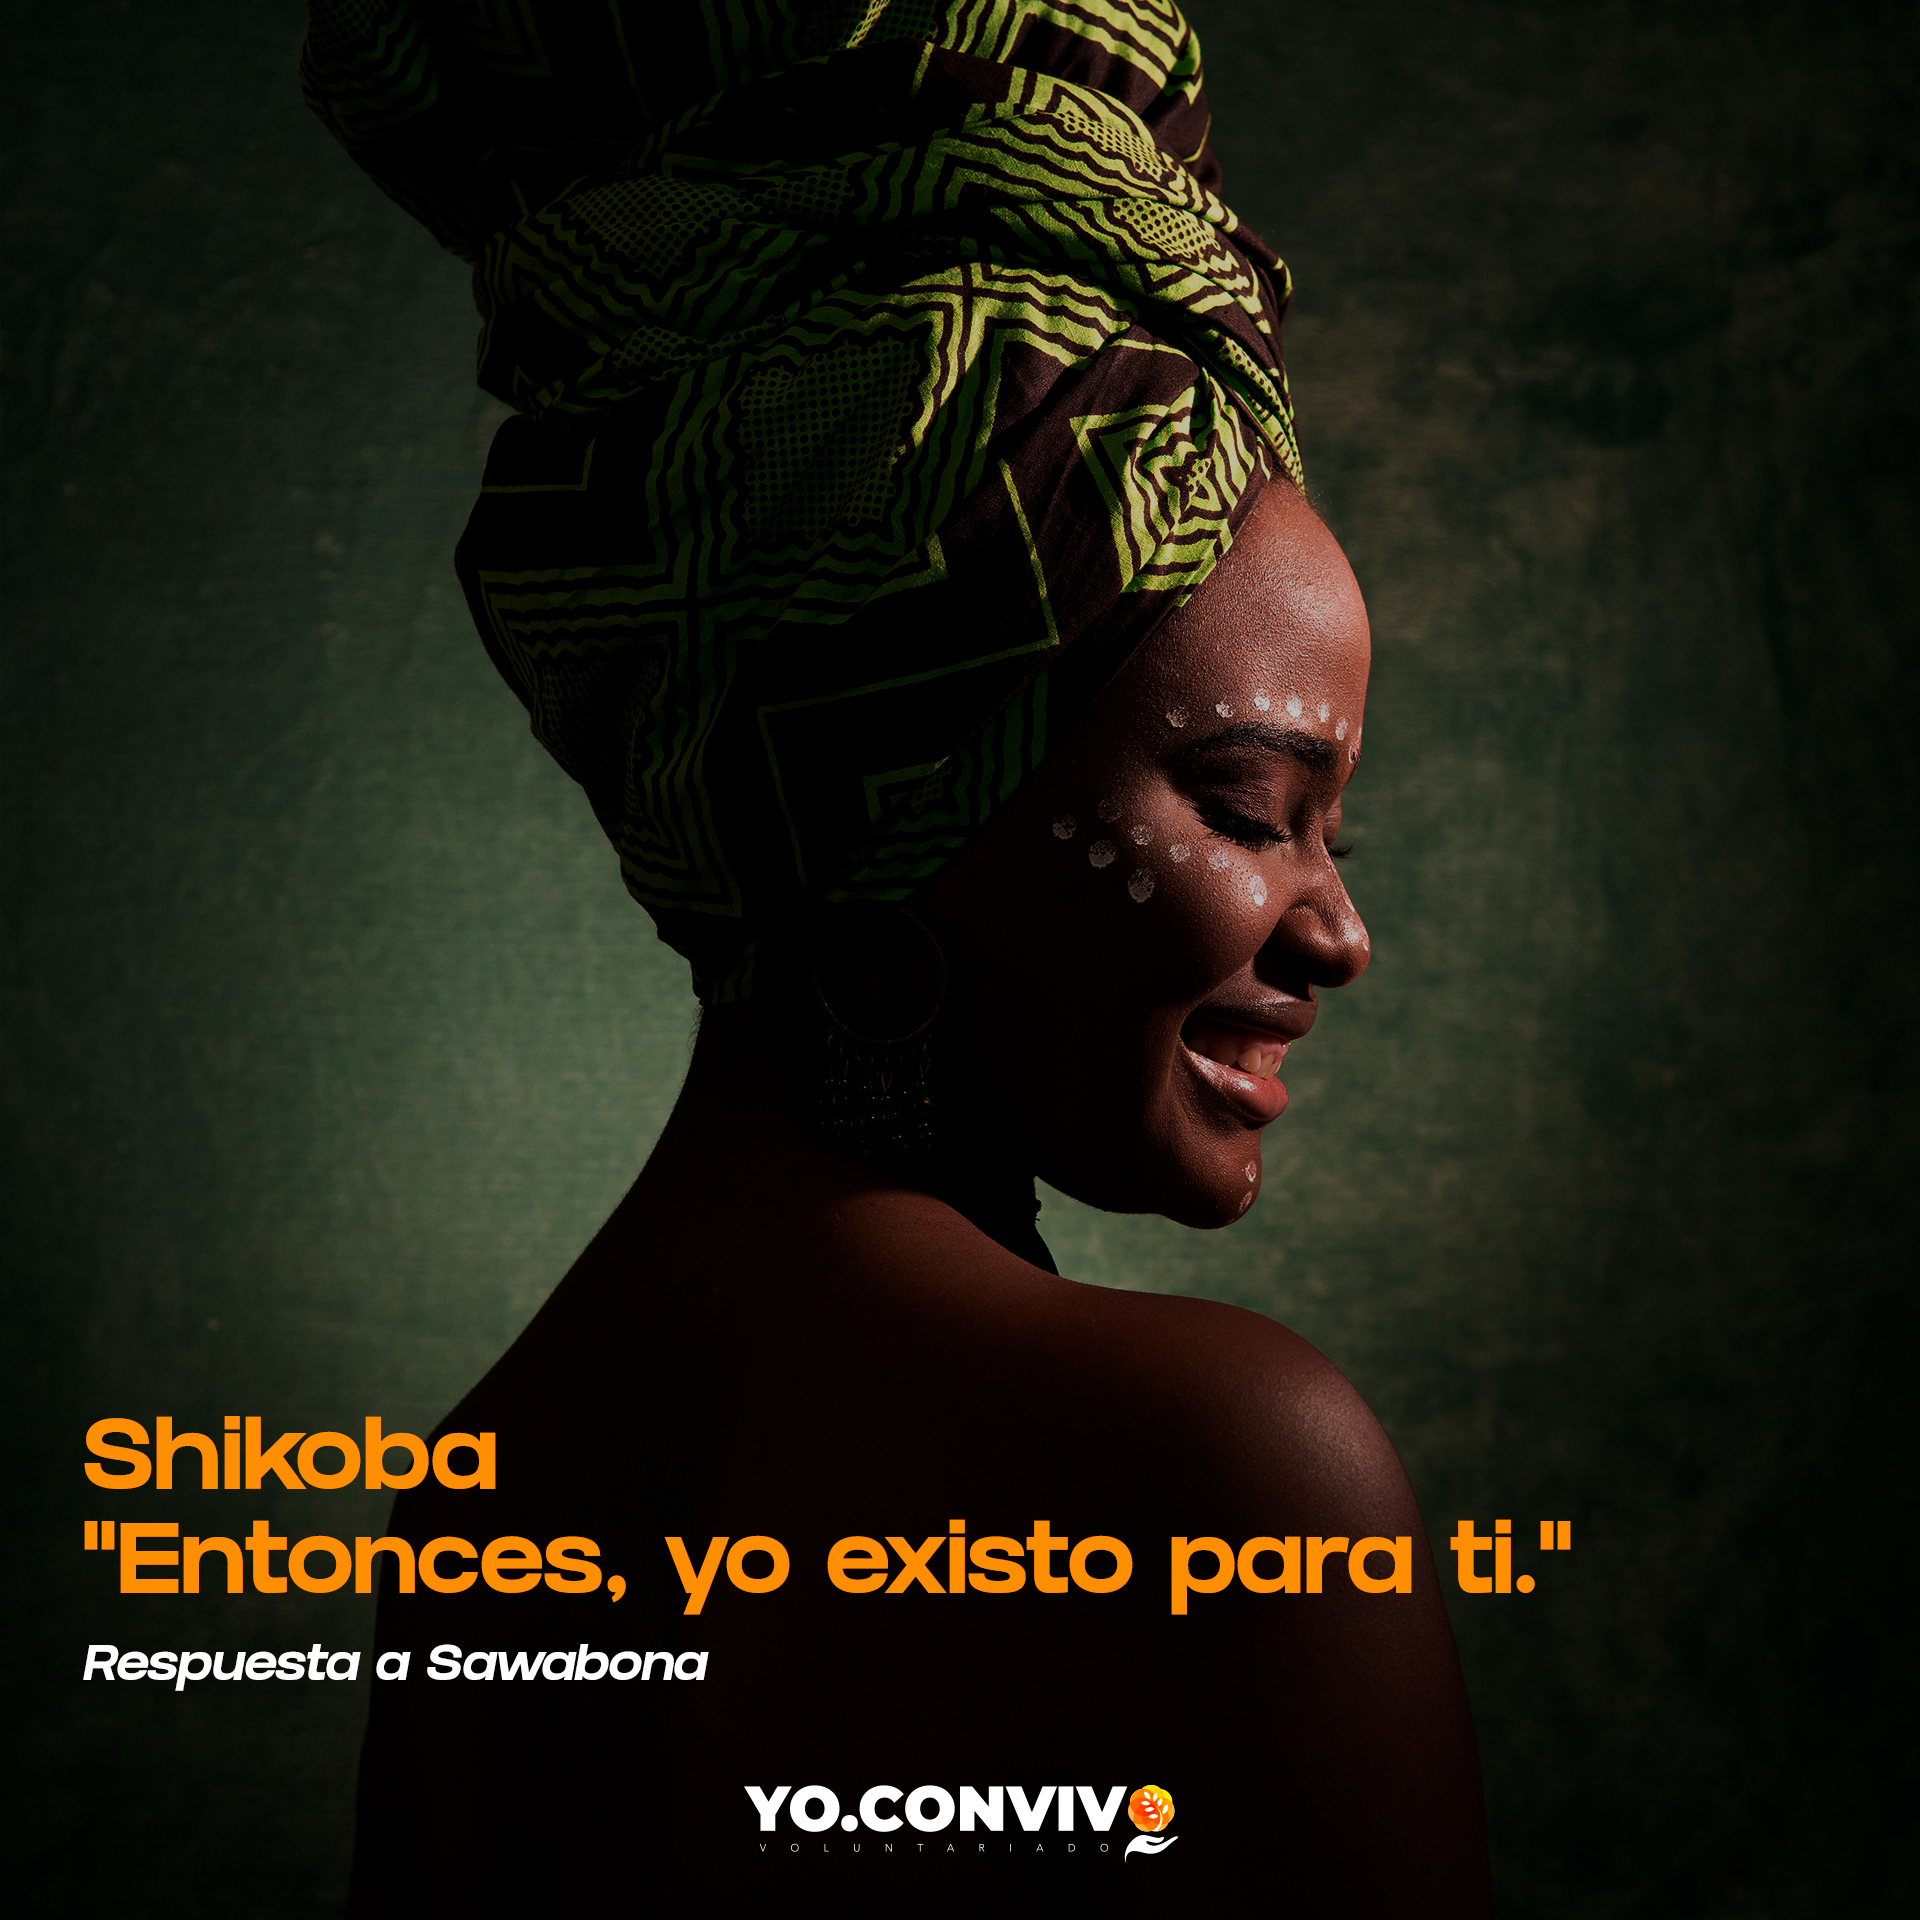 Shikoba
"Entonces, yo existo para ti."
Respuesta a Sawabona
YO.CONVIVO
VOLUNTARIADO